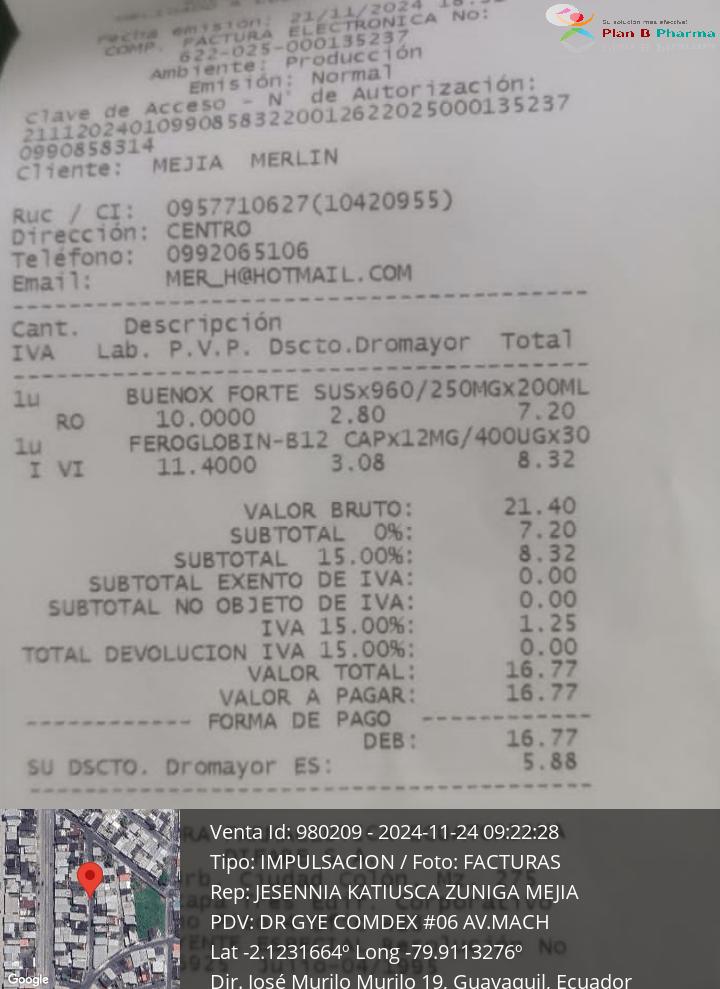 Fecha emisión: 21/11/2024
COMP. FACTURA ELECTRONICA No:
622-025-000135237
Ambiente: Producción
Emisión: Normal
Clave de Acceso - N° de Autorización:
211120240109908583220012622025000135237
0990858314
Cliente: MEJIA MERLIN
Ruc / CI: 0957710627(10420955)
Dirección: CENTRO
Teléfono: 0992065106
Email: MER_H@HOTMAIL.COM
Cant. Descripción
IVA Lab. P.V.P. Dscto.Dromayor Total
1u BUENOX FORTE SUSx960/250MGx200ML
RO 10.0000 2.80 7.20
1u FEROGLOBIN-B12 CAPx12MG/400UGx30
I VI 11.4000 3.08 8.32
VALOR BRUTO: 21.40
SUBTOTAL 0%: 7.20
SUBTOTAL 15.00%: 8.32
SUBTOTAL EXENTO DE IVA: 0.00
SUBTOTAL NO OBJETO DE IVA: 0.00
IVA 15.00%: 1.25
TOTAL DEVOLUCION IVA 15.00%: 0.00
VALOR TOTAL: 16.77
VALOR A PAGAR: 16.77
------------ FORMA DE PAGO ------------
DEB: 16.77
SU DSCTO. Dromayor ES: 5.88
Su solución más efectiva!
Plan B Pharma
Venta Id: 980209 - 2024-11-24 09:22:28
Tipo: IMPULSACION / Foto: FACTURAS
Rep: JESENNIA KATIUSCA ZUNIGA MEJIA
PDV: DR GYE COMDEX #06 AV.MACH
Lat -2.1231664º Long -79.9113276º
Dir. José Murilo Murilo 19, Guayaquil, Ecuador
Google